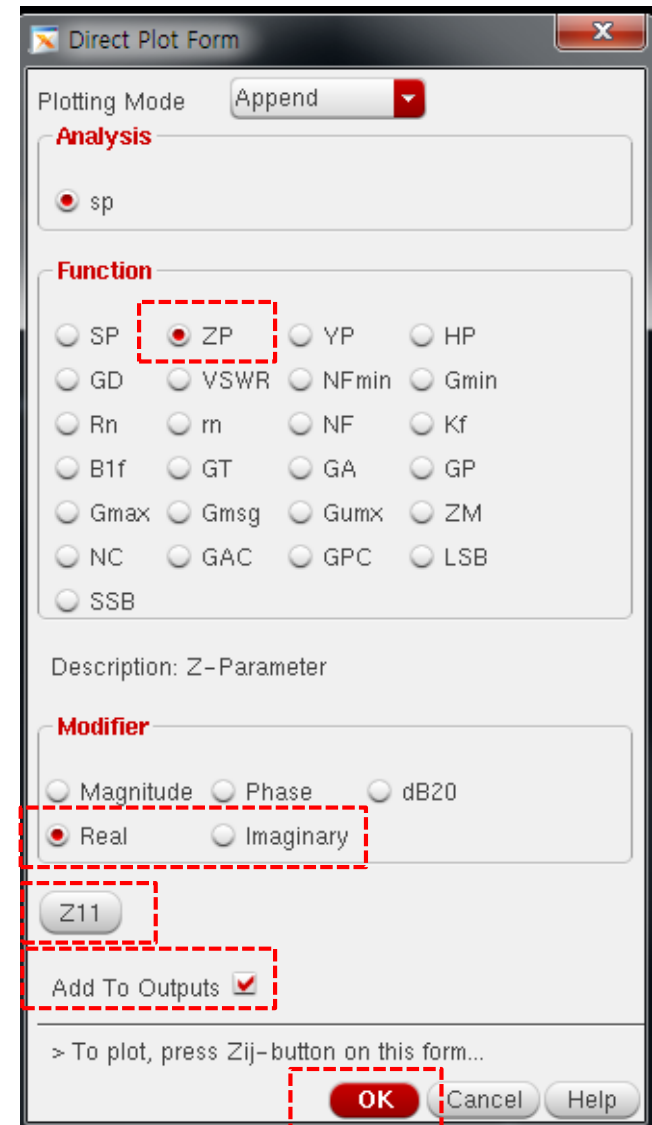 Direct Plot Form
Plotting Mode Append
Analysis
sp
Function
SP ZP YP HP
GD VSWR NFmin Gmin
Rn rn NF Kf
B1f GT GA GP
Gmax Gmsg Gumx ZM
NC GAC GPC LSB
SSB
Description: Z-Parameter
Modifier
Magnitude Phase dB20
Real Imaginary
Z11
Add To Outputs
> To plot, press Zij-button on this form...
OK Cancel Help